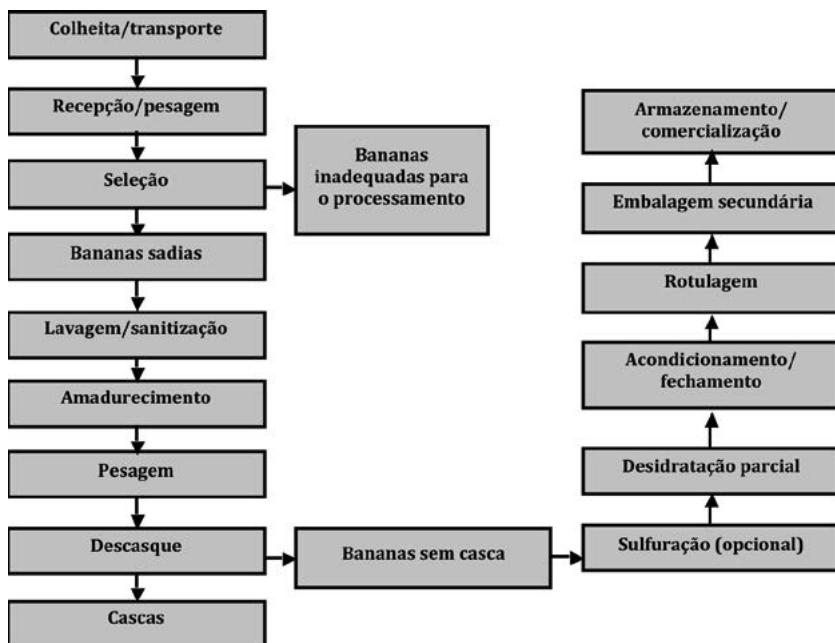 Colheita/transporte
Recepção/pesagem
Seleção
Bananas
inadequadas para
o processamento
Bananas sadias
Lavagem/sanitização
Amadurecimento
Pesagem
Descasque
Cascas
Bananas sem casca
Sulfuração (opcional)
Desidratação parcial
Acondicionamento/
fechamento
Rotulagem
Embalagem secundária
Armazenamento/
comercialização